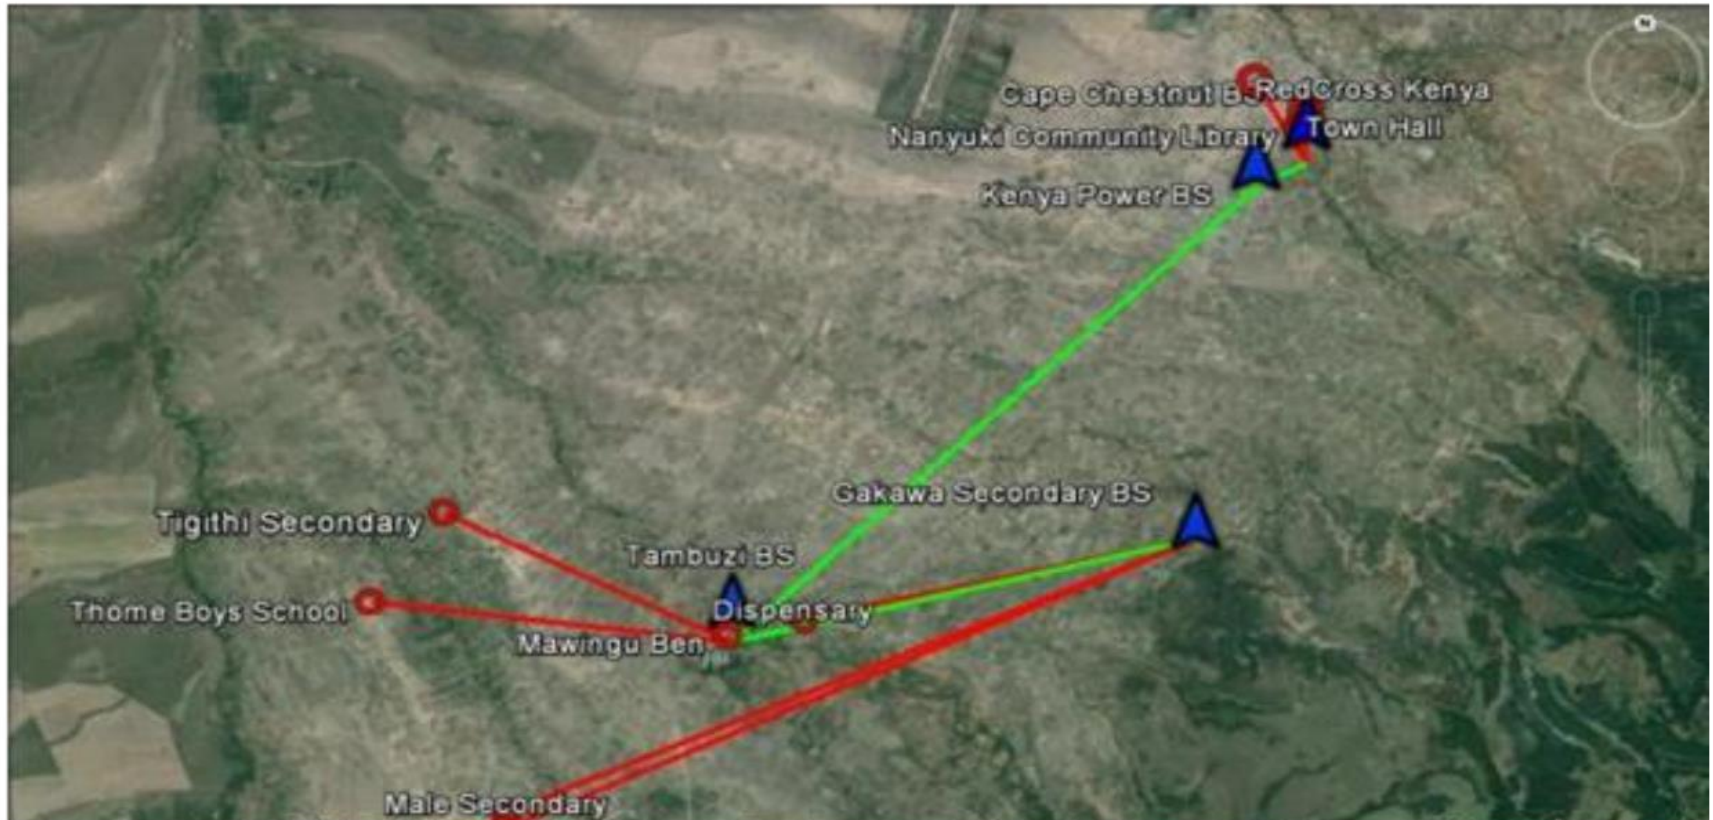 Cape Chestnut BS
RedCross Kenya
Nanyuki Community Library
Town Hall
Kenya Power BS
Gakawa Secondary BS
Tigithi Secondary
Tambuzi BS
Thome Boys School
Dispensary
Mawingu Ben
Male Secondary
N